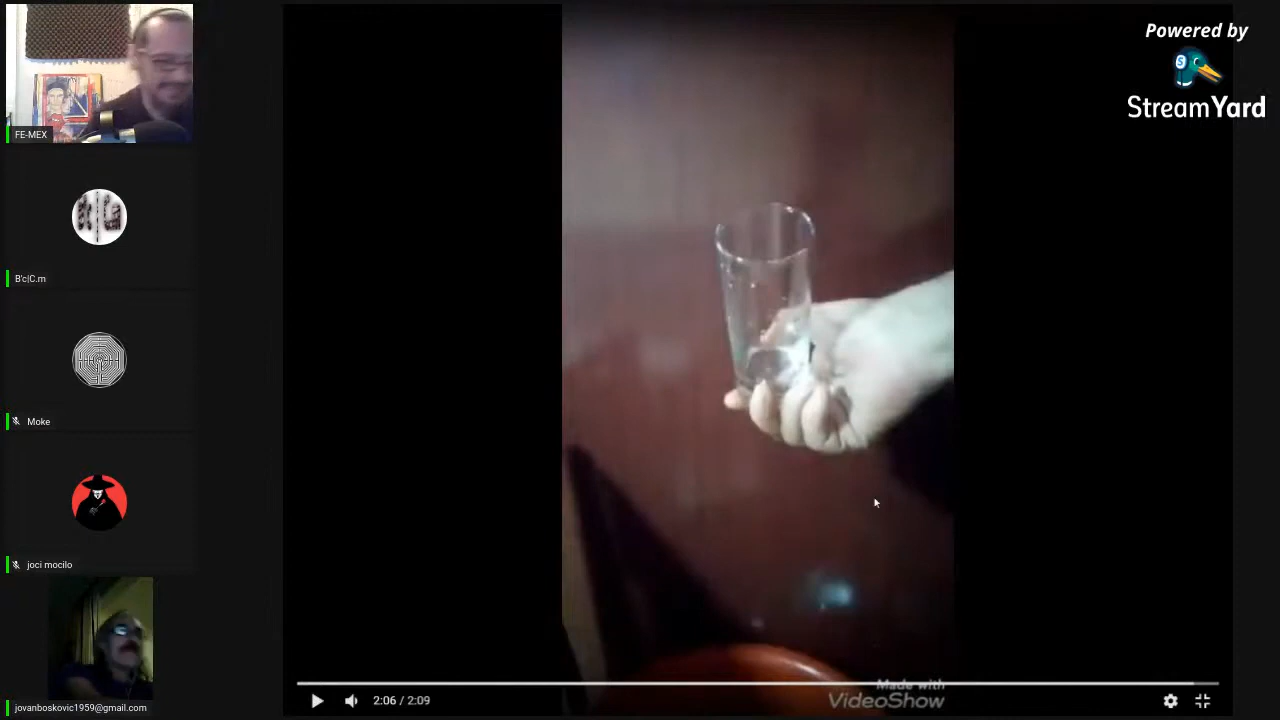 Powered by
StreamYard
FE-MEX
B'c|C.m
Moke
joci mocilo
jovanboskovic1959@gmail.com
2:06 / 2:09
Made with
VideoShow